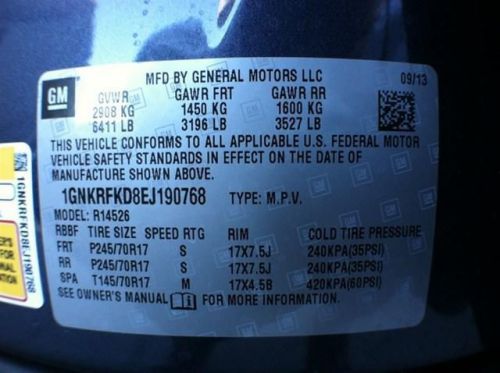 GM
MFD BY GENERAL MOTORS LLC 09/13
GVWR GAWR FRT GAWR RR
2908 KG 1450 KG 1600 KG
6411 LB 3196 LB 3527 LB
THIS VEHICLE CONFORMS TO ALL APPLICABLE U.S. FEDERAL MOTOR
VEHICLE SAFETY STANDARDS IN EFFECT ON THE DATE OF
MANUFACTURE SHOWN ABOVE.
1GNKRFKD8EJ190768 TYPE: M.P.V.
MODEL: R14526
RBBF TIRE SIZE SPEED RTG RIM COLD TIRE PRESSURE
FRT P245/70R17 S 17X7.5J 240KPA(35PSI)
RR P245/70R17 S 17X7.5J 240KPA(35PSI)
SPA T145/70R17 M 17X4.5B 420KPA(60PSI)
SEE OWNER'S MANUAL FOR MORE INFORMATION
1GNKRFKD8EJ190768